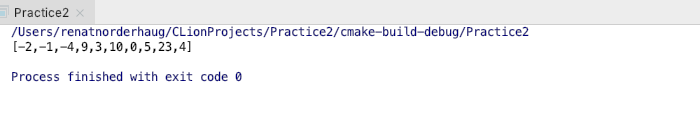 Practice2
/Users/renatnorderhaug/CLionProjects/Practice2/cmake-build-debug/Practice2
[-2,-1,-4,9,3,10,0,5,23,4]
Process finished with exit code 0